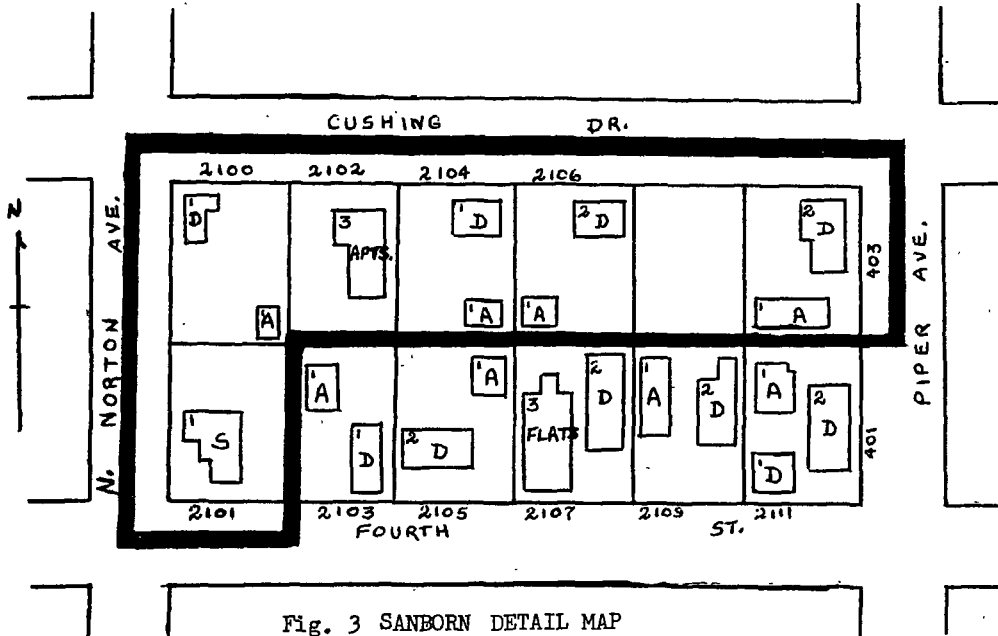 CUSHING DR.
2100 2102 2104 2106
N
N. NORTON AVE.
1 D
3 APTS.
1 D
2 D
2 D
403
PIPER AVE.
1 A
1 A
1 A
1 A
1 A
1 A
3 FLATS
2 D
1 A
2 D
1 A
2 D
401
1 S
1 D
2 D
1 D
2101 2103 2105 2107 2109 2111
FOURTH ST.
Fig. 3 SANBORN DETAIL MAP